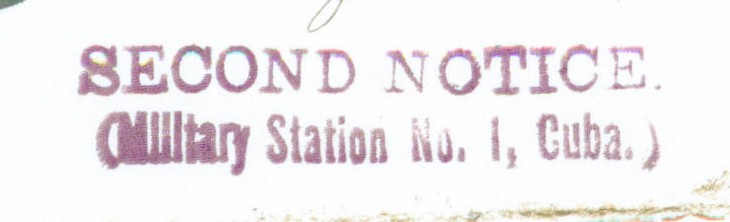 SECOND NOTICE.
(Military Station No. 1, Cuba.)